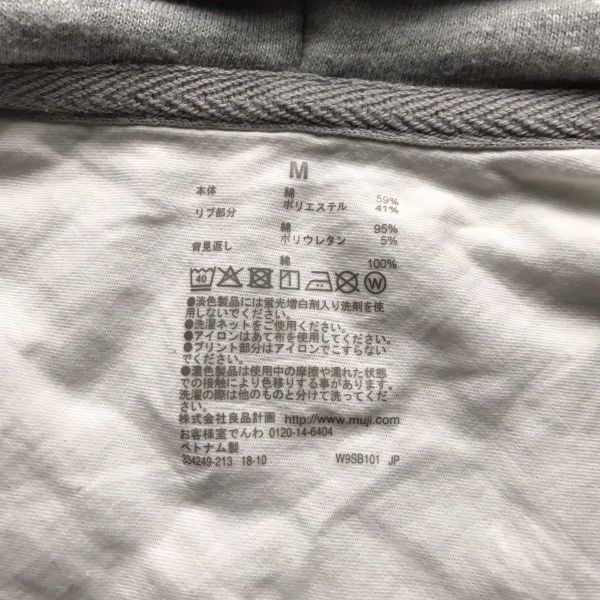 M
本体 綿 59%
ポリエステル 41%
リブ部分 綿 95%
ポリウレタン 5%
背見返し 綿 100%
40 W
●淡色製品には蛍光増白剤入り洗剤を使
用しないでください。
●洗濯ネットをご使用ください。
●アイロンはあて布を使用してください。
●プリント部分はアイロンでこすらない
でください。
●濃色製品は使用中の摩擦や濡れた状態
での接触により色移りする事があります。
洗濯の際は他のものと分けて洗ってくだ
さい。
株式会社良品計画 http://www.muji.com
お客様室でんわ 0120-14-6404
ベトナム製
334249-213 18-10 W9SB101 JP